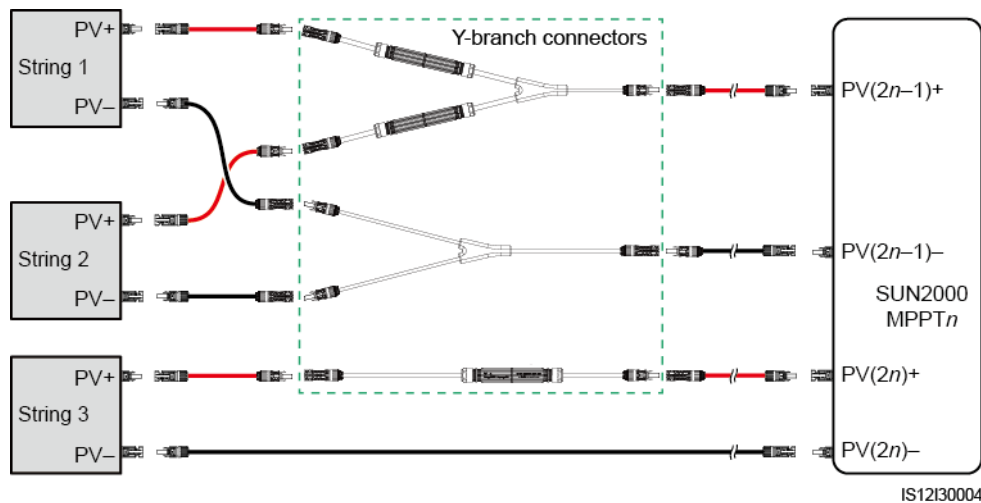 PV+
String 1
PV–
Y-branch connectors
PV(2n–1)+
PV+
String 2
PV–
PV(2n–1)–
SUN2000
MPPTn
PV+
String 3
PV–
PV(2n)+
PV(2n)–
IS12I30004